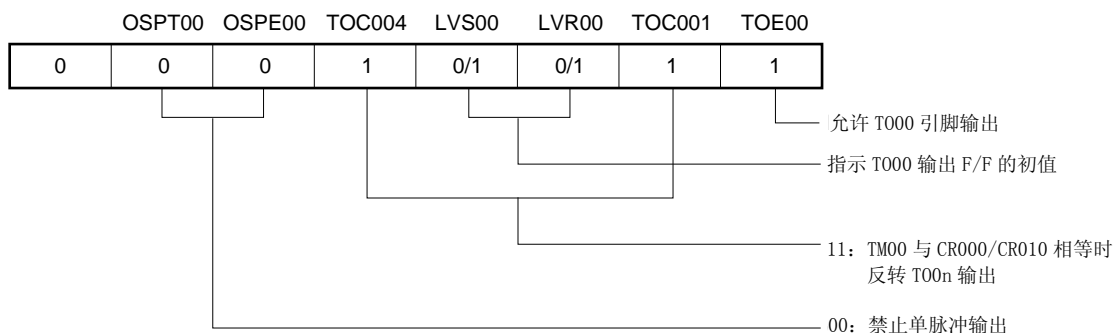 OSPT00 OSPE00 TOC004 LVS00 LVR00 TOC001 TOE00
0 0 0 1 0/1 0/1 1 1
允许 TO00 引脚输出
指示 TO00 输出 F/F 的初值
11：TM00 与 CR000/CR010 相等时
反转 TO0n 输出
00：禁止单脉冲输出